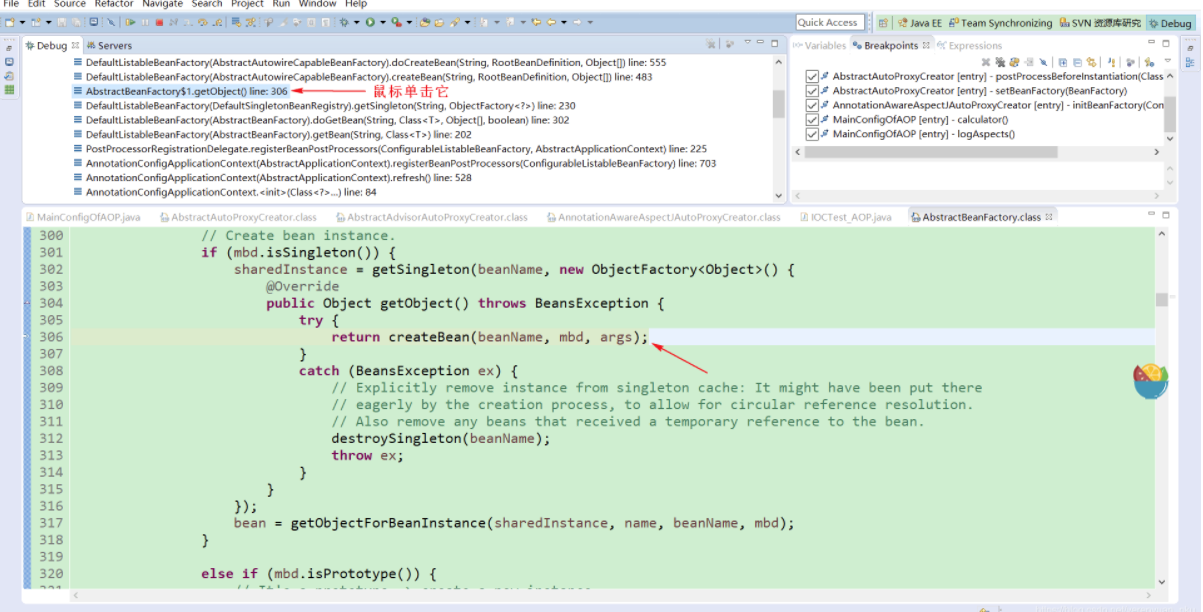 File Edit Source Refactor Navigate Search Project Run Window Help
Quick Access Java EE Team Synchronizing SVN 资源库研究 Debug
Debug Servers
DefaultListableBeanFactory(AbstractAutowireCapableBeanFactory).doCreateBean(String, RootBeanDefinition, Object[]) line: 555
DefaultListableBeanFactory(AbstractAutowireCapableBeanFactory).createBean(String, RootBeanDefinition, Object[]) line: 483
AbstractBeanFactory$1.getObject() line: 306 鼠标单击它
DefaultListableBeanFactory(DefaultSingletonBeanRegistry).getSingleton(String, ObjectFactory<?>) line: 230
DefaultListableBeanFactory(AbstractBeanFactory).doGetBean(String, Class<T>, Object[], boolean) line: 302
DefaultListableBeanFactory(AbstractBeanFactory).getBean(String, Class<T>) line: 202
PostProcessorRegistrationDelegate.registerBeanPostProcessors(ConfigurableListableBeanFactory, AbstractApplicationContext) line: 225
AnnotationConfigApplicationContext(AbstractApplicationContext).registerBeanPostProcessors(ConfigurableListableBeanFactory) line: 703
AnnotationConfigApplicationContext(AbstractApplicationContext).refresh() line: 528
AnnotationConfigApplicationContext.<init>(Class<?>...) line: 84
Variables Breakpoints Expressions
AbstractAutoProxyCreator [entry] - postProcessBeforeInstantiation(Class
AbstractAutoProxyCreator [entry] - setBeanFactory(BeanFactory)
AnnotationAwareAspectJAutoProxyCreator [entry] - initBeanFactory(Con
MainConfigOfAOP [entry] - calculator()
MainConfigOfAOP [entry] - logAspects()
MainConfigOfAOP.java AbstractAutoProxyCreator.class AbstractAdvisorAutoProxyCreator.class AnnotationAwareAspectJAutoProxyCreator.class IOCTest_AOP.java AbstractBeanFactory.class
300 // Create bean instance.
301 if (mbd.isSingleton()) {
302 sharedInstance = getSingleton(beanName, new ObjectFactory<Object>() {
303 @Override
304 public Object getObject() throws BeansException {
305 try {
306 return createBean(beanName, mbd, args);
307 }
308 catch (BeansException ex) {
309 // Explicitly remove instance from singleton cache: It might have been put there
310 // eagerly by the creation process, to allow for circular reference resolution.
311 // Also remove any beans that received a temporary reference to the bean.
312 destroySingleton(beanName);
313 throw ex;
314 }
315 }
316 });
317 bean = getObjectForBeanInstance(sharedInstance, name, beanName, mbd);
318 }
319
320 else if (mbd.isPrototype()) {